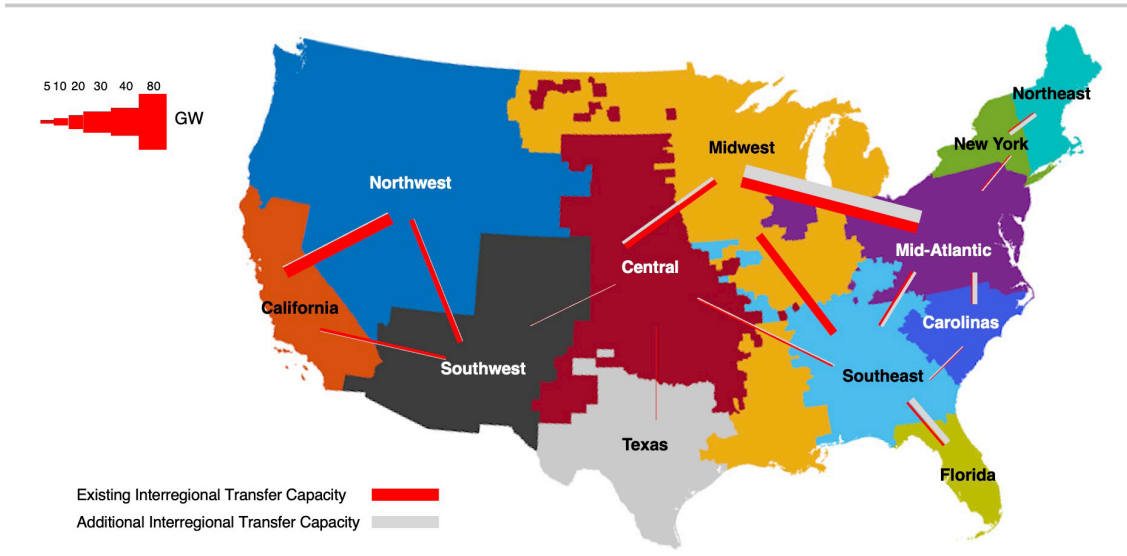 5 10 20 30 40 80
GW
Northeast
New York
Midwest
Northwest
Mid-Atlantic
Central
California
Carolinas
Southwest
Southeast
Texas
Florida
Existing Interregional Transfer Capacity
Additional Interregional Transfer Capacity